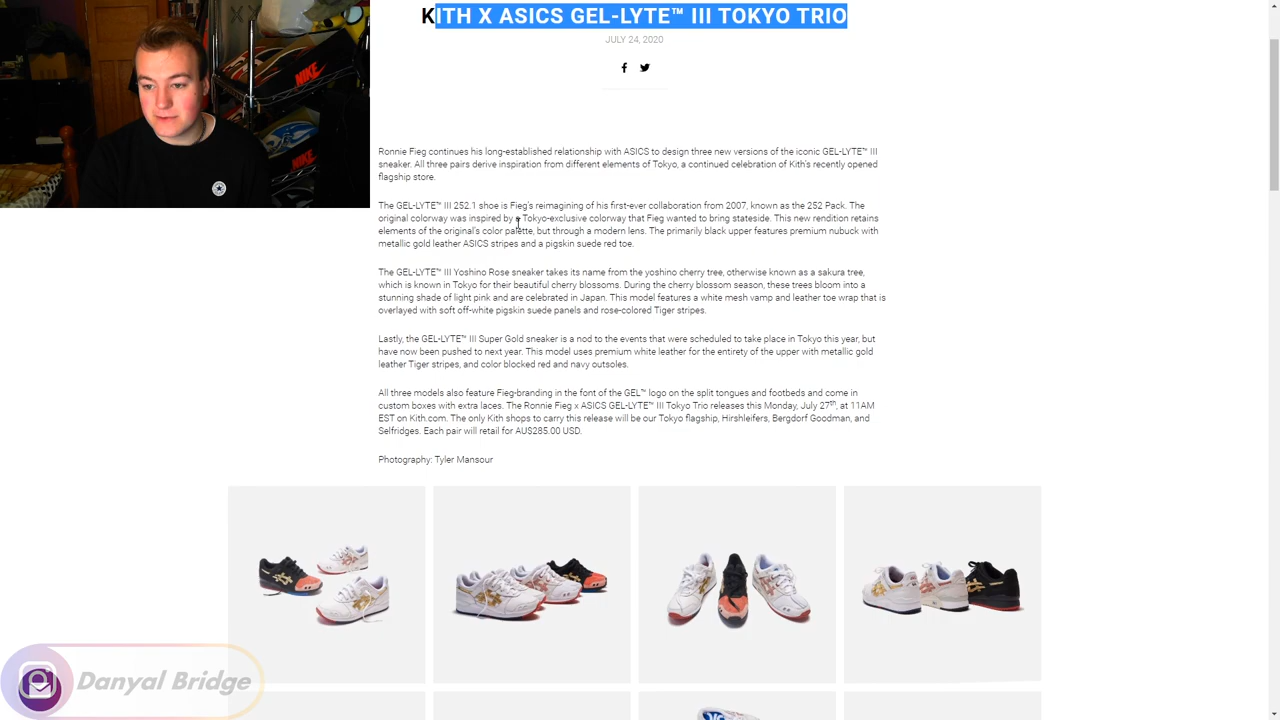 KITH X ASICS GEL-LYTE™ III TOKYO TRIO
JULY 24, 2020
NIKE
NIKE
Ronnie Fieg continues his long-established relationship with ASICS to design three new versions of the iconic GEL-LYTE™ III
sneaker. All three pairs derive inspiration from different elements of Tokyo, a continued celebration of Kith's recently opened
flagship store.
The GEL-LYTE™ III 252.1 shoe is Fieg's reimagining of his first-ever collaboration from 2007, known as the 252 Pack. The
original colorway was inspired by a Tokyo-exclusive colorway that Fieg wanted to bring stateside. This new rendition retains
elements of the original's color palette, but through a modern lens. The primarily black upper features premium nubuck with
metallic gold leather ASICS stripes and a pigskin suede red toe.
The GEL-LYTE™ III Yoshino Rose sneaker takes its name from the yoshino cherry tree, otherwise known as a sakura tree,
which is known in Tokyo for their beautiful cherry blossoms. During the cherry blossom season, these trees bloom into a
stunning shade of light pink and are celebrated in Japan. This model features a white mesh vamp and leather toe wrap that is
overlayed with soft off-white pigskin suede panels and rose-colored Tiger stripes.
Lastly, the GEL-LYTE™ III Super Gold sneaker is a nod to the events that were scheduled to take place in Tokyo this year, but
have now been pushed to next year. This model uses premium white leather for the entirety of the upper with metallic gold
leather Tiger stripes, and color blocked red and navy outsoles.
All three models also feature Fieg-branding in the font of the GEL™ logo on the split tongues and footbeds and come in
custom boxes with extra laces. The Ronnie Fieg x ASICS GEL-LYTE™ III Tokyo Trio releases this Monday, July 27th, at 11AM
EST on Kith.com. The only Kith shops to carry this release will be our Tokyo flagship, Hirshleifers, Bergdorf Goodman, and
Selfridges. Each pair will retail for AU$285.00 USD.
Photography: Tyler Mansour
Danyal Bridge